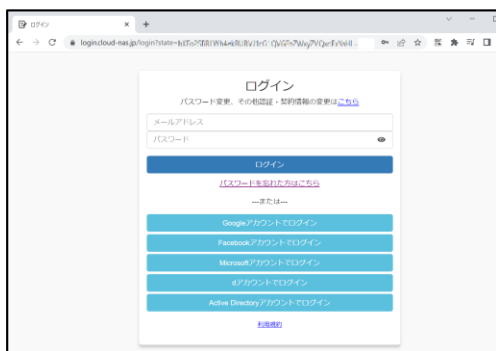 ログイン
login.cloud-nas.jp/login?state=
ログイン
パスワード変更、その他認証・契約情報の変更はこちら
メールアドレス
パスワード
ログイン
パスワードを忘れた方はこちら
---または---
Googleアカウントでログイン
Facebookアカウントでログイン
Microsoftアカウントでログイン
dアカウントでログイン
Active Directoryアカウントでログイン
利用規約